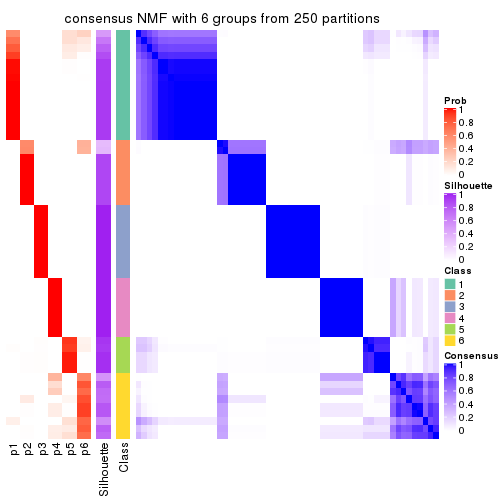 consensus NMF with 6 groups from 250 partitions
Prob
1
0.8
0.6
0.4
0.2
0
Silhouette
1
0.8
0.6
0.4
0.2
0
Class
1
2
3
4
5
6
Consensus
1
0.8
0.6
0.4
0.2
0
p1
p2
p3
p4
p5
p6
Silhouette
Class